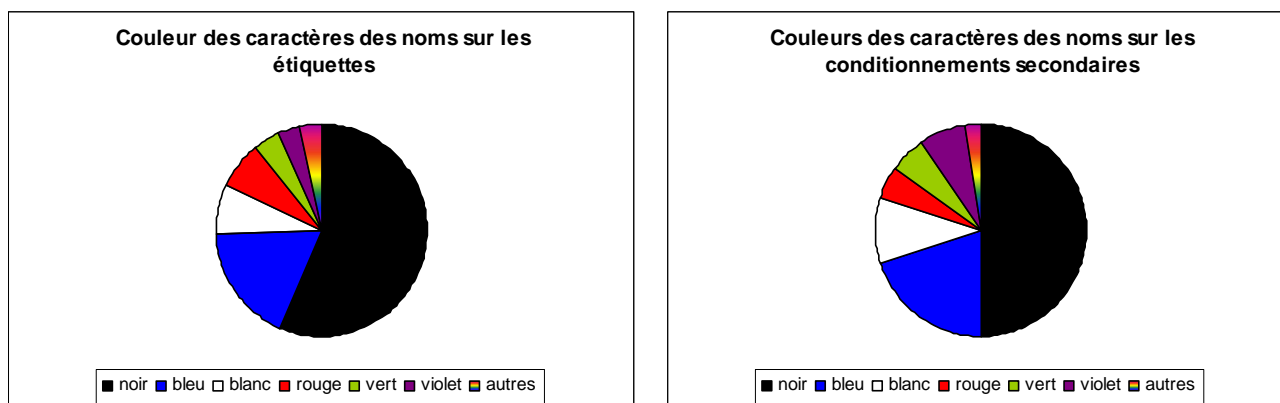 Couleur des caractères des noms sur les
étiquettes
noir bleu blanc rouge vert violet autres
Couleurs des caractères des noms sur les
conditionnements secondaires
noir bleu blanc rouge vert violet autres